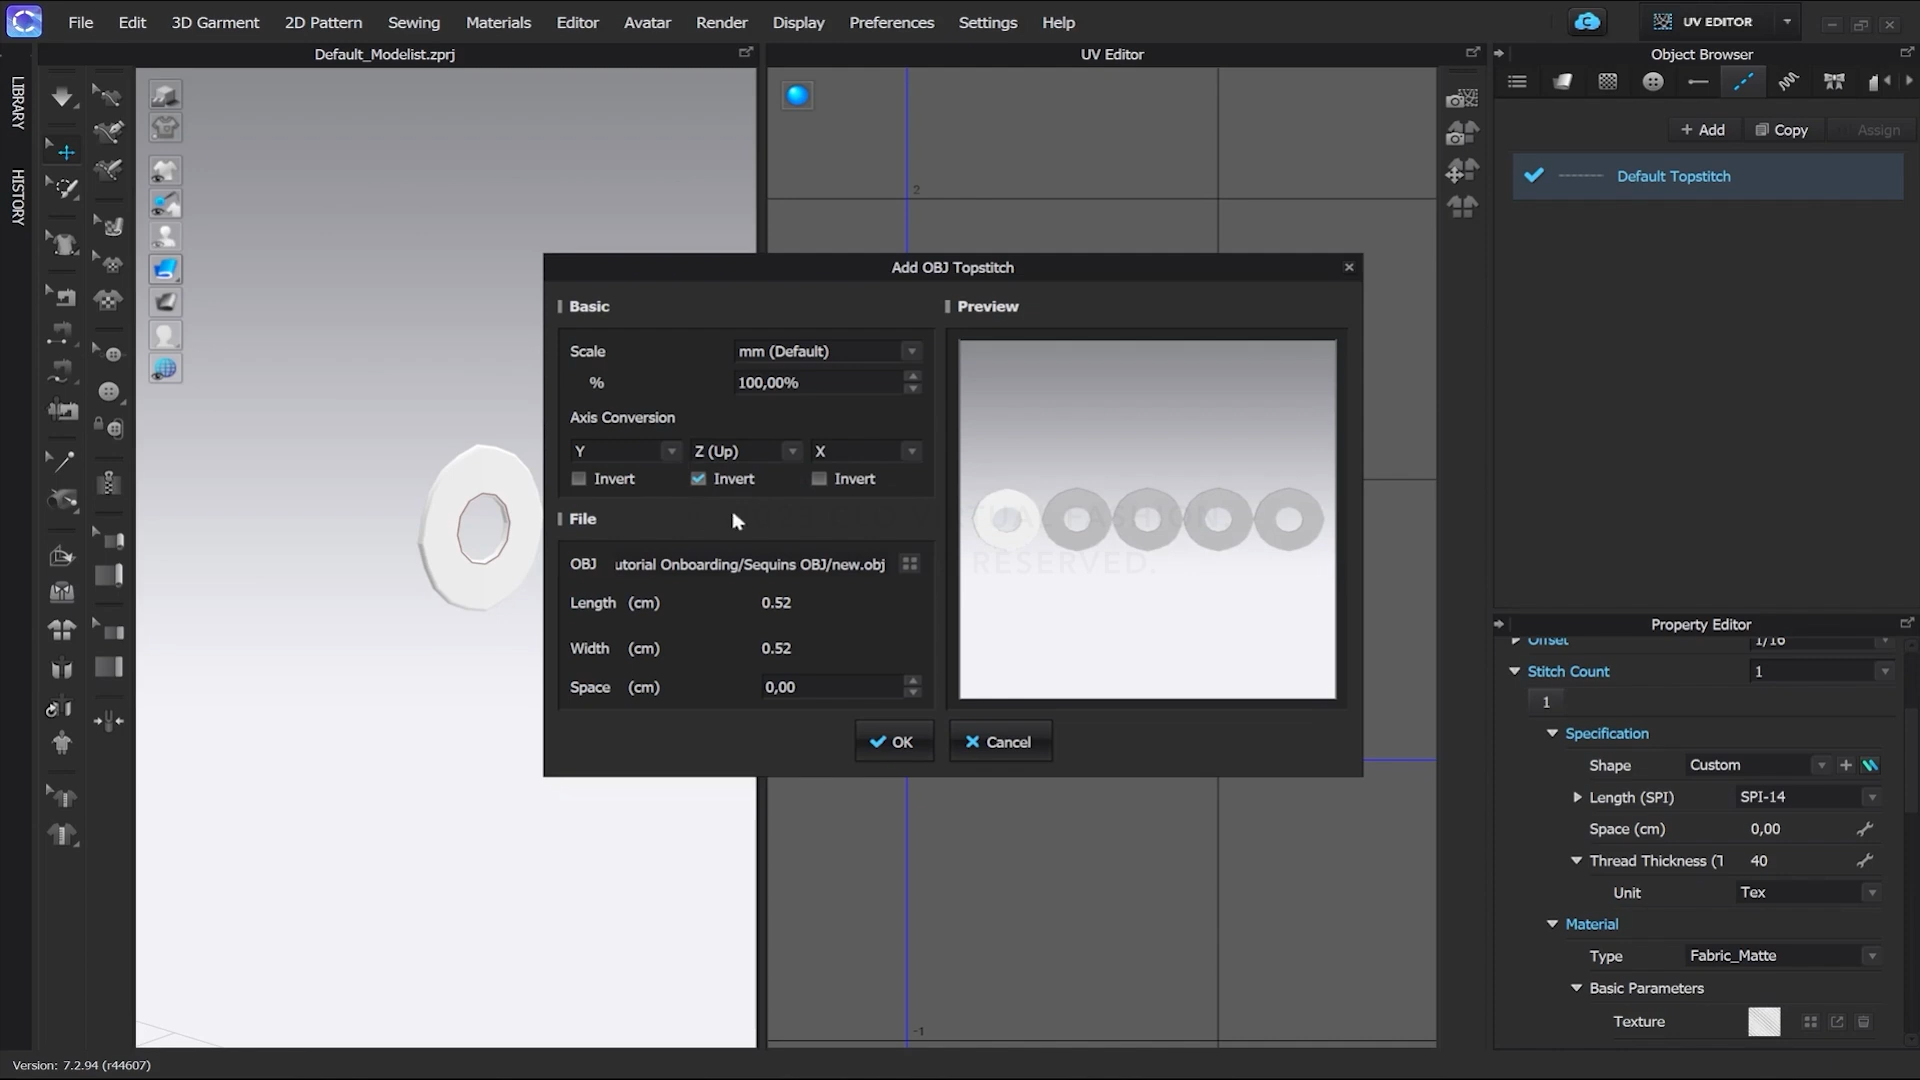 File Edit 3D Garment 2D Pattern Sewing Materials Editor Avatar Render Display Preferences Settings Help UV EDITOR
Default_Modelist.zprj
UV Editor
Object Browser
LIBRARY
HISTORY
2
-1
+ Add Copy Assign
Default Topstitch
Add OBJ Topstitch
Basic
Scale mm (Default)
% 100,00%
Axis Conversion
Y Z (Up) X
Invert Invert Invert
File
OBJ utorial Onboarding/Sequins OBJ/new.obj
Length (cm) 0.52
Width (cm) 0.52
Space (cm) 0,00
Preview
RESERVED.
OK Cancel
Property Editor
Offset 1/16
Stitch Count 1
1
Specification
Shape Custom
Length (SPI) SPI-14
Space (cm) 0,00
Thread Thickness (T 40
Unit Tex
Material
Type Fabric_Matte
Basic Parameters
Texture
Version: 7.2.94 (r44607)